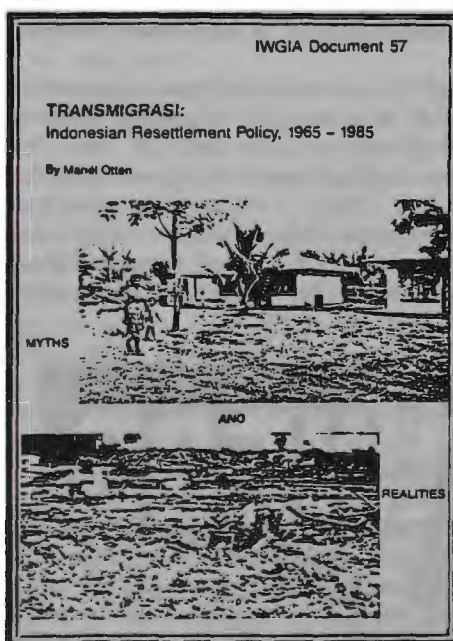 IWGIA Document 57
TRANSMIGRASI:
Indonesian Resettlement Policy, 1965 – 1985
By Mariel Otten
MYTHS
AND
REALITIES